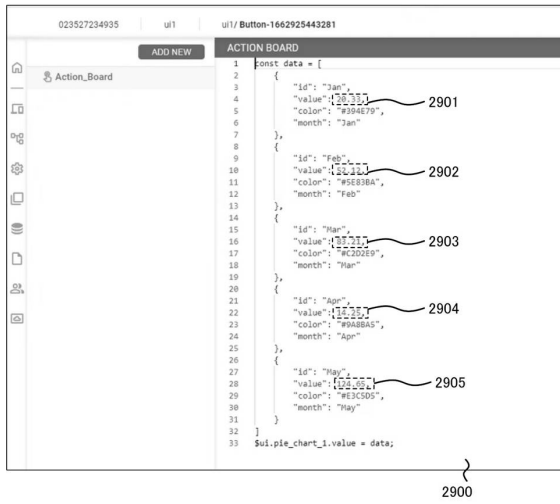 023527234935 ui1 ui1/ Button-1662925443281
ADD NEW
Action_Board
ACTION BOARD
1 const data = [
2 {
3 "id": "Jan",
4 "value": 20.33, 2901
5 "color": "#394E79",
6 "month": "Jan"
7 },
8 {
9 "id": "Feb",
10 "value": 52.12, 2902
11 "color": "#5EB3BA",
12 "month": "Feb"
13 },
14 {
15 "id": "Mar",
16 "value": 83.21, 2903
17 "color": "#C2D2E9",
18 "month": "Mar"
19 },
20 {
21 "id": "Apr",
22 "value": 14.25, 2904
23 "color": "#9A8BA5",
24 "month": "Apr"
25 },
26 {
27 "id": "May",
28 "value": 124.65, 2905
29 "color": "#E3C5D5",
30 "month": "May"
31 }
32 ]
33 $ui.pie_chart_1.value = data;
2900